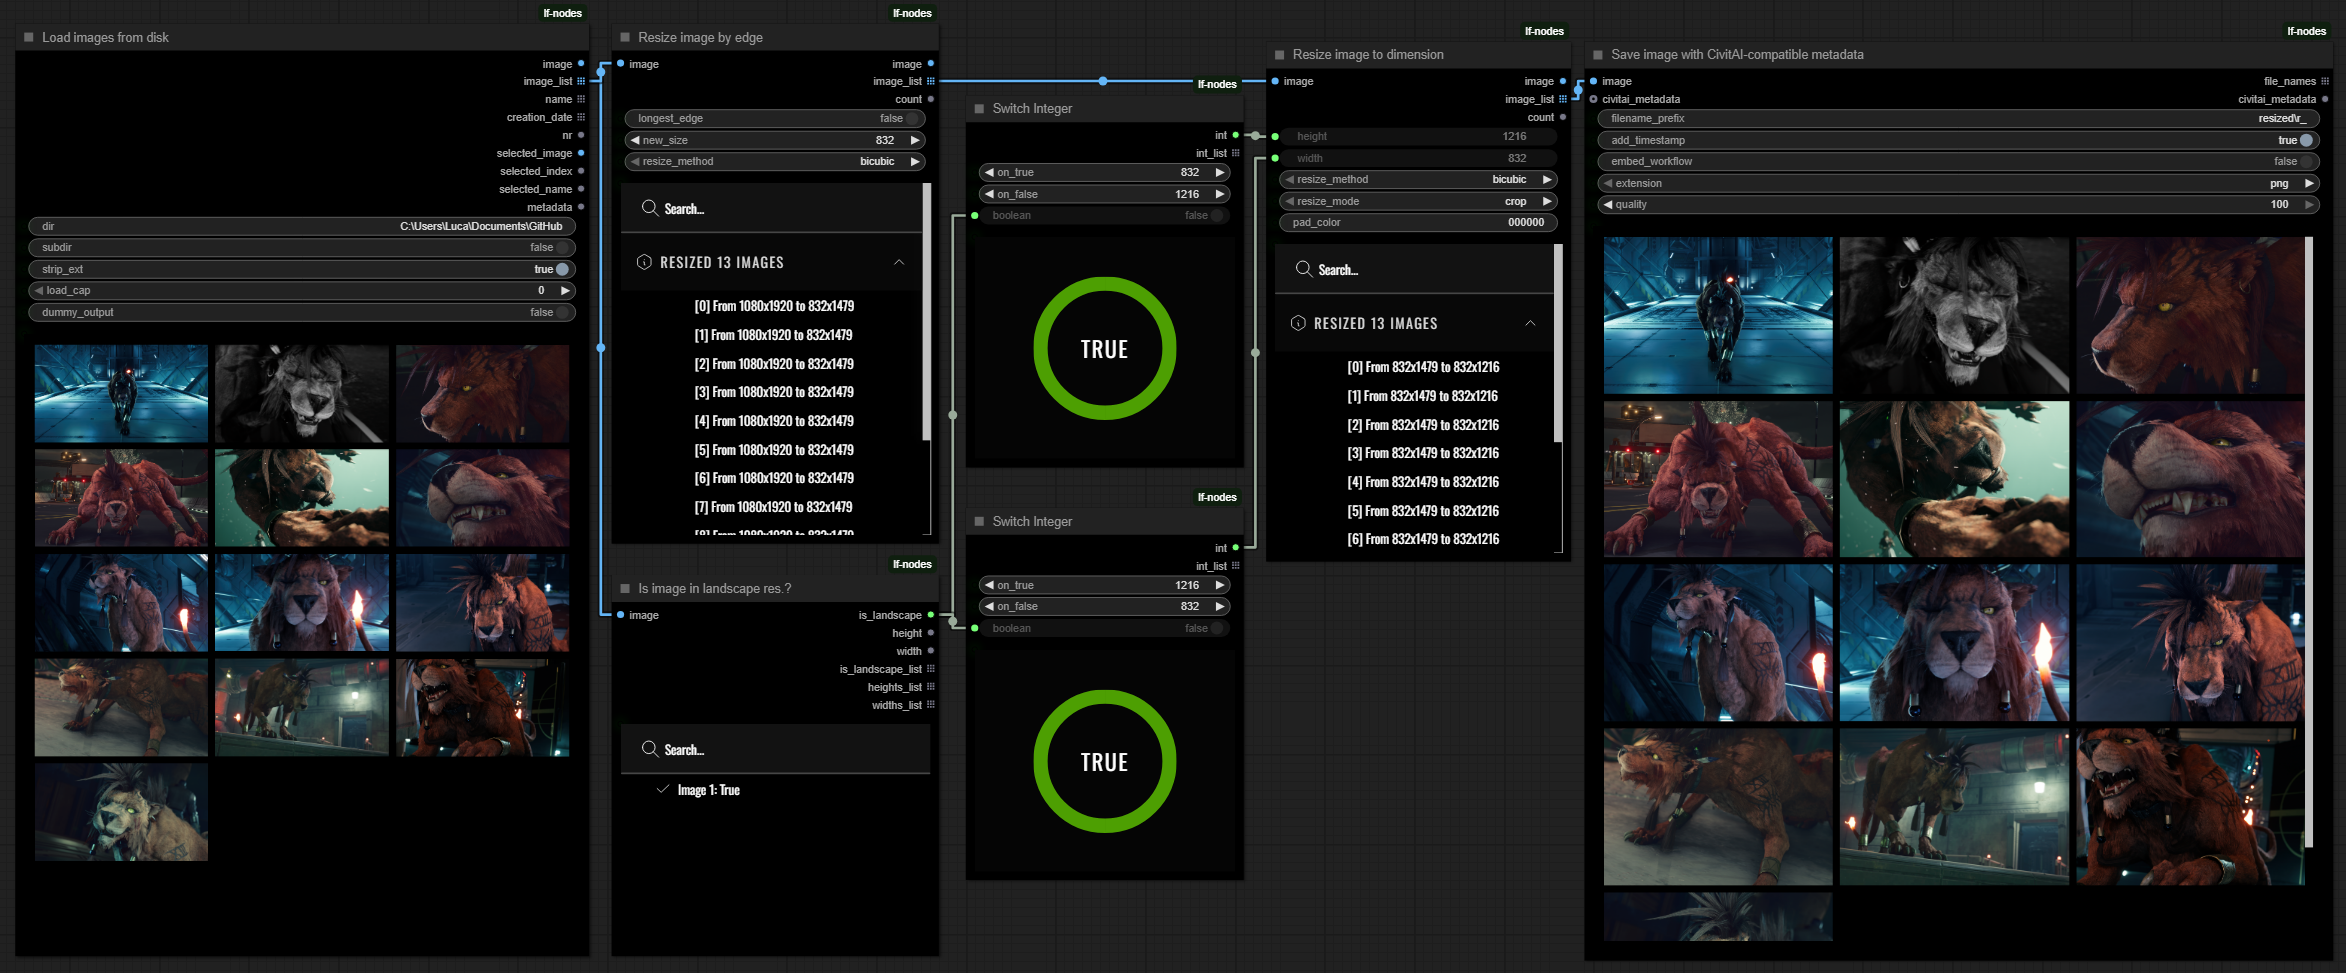 lf-nodes
Load images from disk
image
image_list
name
creation_date
nr
selected_image
selected_index
selected_name
metadata
dir C:\Users\Luca\Documents\GitHub
subdir false
strip_ext true
load_cap 0
dummy_output false
lf-nodes
Resize image by edge
image image
image_list
count
longest_edge false
new_size 832
resize_method bicubic
Search...
RESIZED 13 IMAGES
[0] From 1080x1920 to 832x1479
[1] From 1080x1920 to 832x1479
[2] From 1080x1920 to 832x1479
[3] From 1080x1920 to 832x1479
[4] From 1080x1920 to 832x1479
[5] From 1080x1920 to 832x1479
[6] From 1080x1920 to 832x1479
[7] From 1080x1920 to 832x1479
[8] From 1080x1920 to 832x1479
lf-nodes
Is image in landscape res.?
image is_landscape
height
width
is_landscape_list
heights_list
widths_list
Search...
Image 1: True
lf-nodes
Switch Integer
int
int_list
on_true 832
on_false 1216
boolean false
TRUE
lf-nodes
Switch Integer
int
int_list
on_true 1216
on_false 832
boolean false
TRUE
lf-nodes
Resize image to dimension
image image
image_list
count
height 1216
width 832
resize_method bicubic
resize_mode crop
pad_color 000000
Search...
RESIZED 13 IMAGES
[0] From 832x1479 to 832x1216
[1] From 832x1479 to 832x1216
[2] From 832x1479 to 832x1216
[3] From 832x1479 to 832x1216
[4] From 832x1479 to 832x1216
[5] From 832x1479 to 832x1216
[6] From 832x1479 to 832x1216
lf-nodes
Save image with CivitAI-compatible metadata
image file_names
civitai_metadata civitai_metadata
filename_prefix resized\r_
add_timestamp true
embed_workflow false
extension png
quality 100